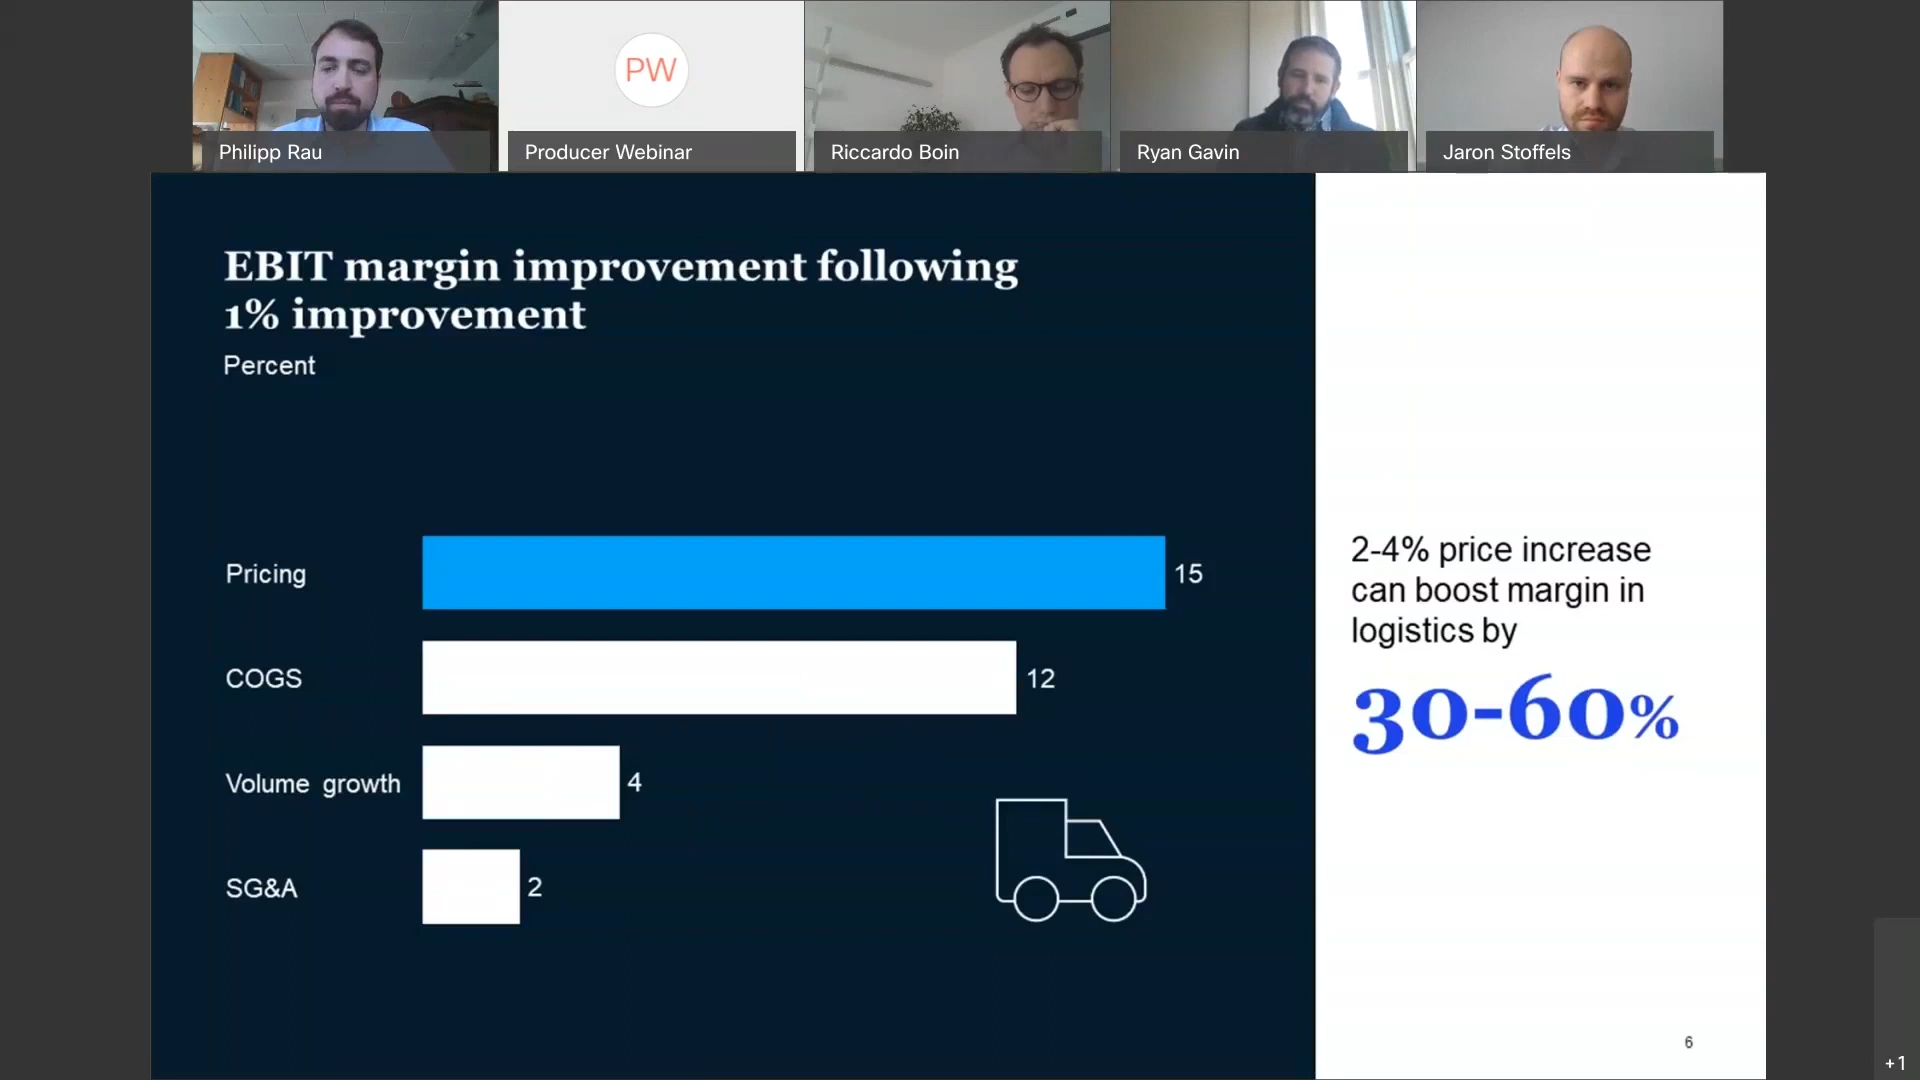 PW
Philipp Rau
Producer Webinar
Riccardo Boin
Ryan Gavin
Jaron Stoffels
EBIT margin improvement following
1% improvement
Percent
Pricing
15
COGS
12
Volume growth
4
SG&A
2
2-4% price increase
can boost margin in
logistics by
30-60%
6
+1